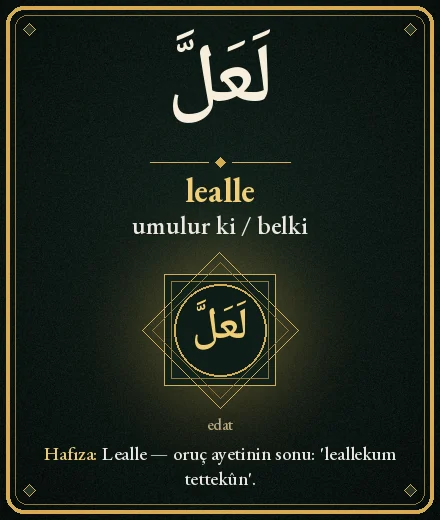 لَعَلَّ
lealle
umulur ki / belki
لَعَلَّ
edat
Hafıza: Lealle — oruç ayetinin sonu: 'leallekum
tettekûn'.